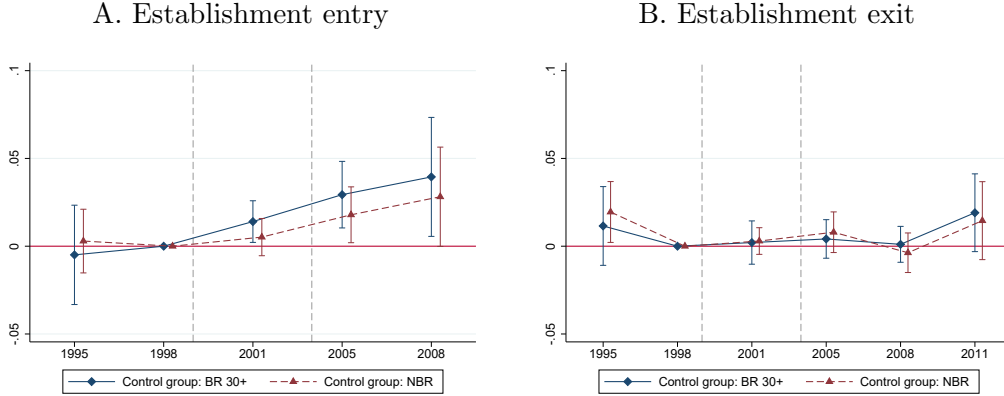 A. Establishment entry
.1
.05
0
-.05
1995 1998 2001 2005 2008
Control group: BR 30+ Control group: NBR
B. Establishment exit
.1
.05
0
-.05
1995 1998 2001 2005 2008 2011
Control group: BR 30+ Control group: NBR